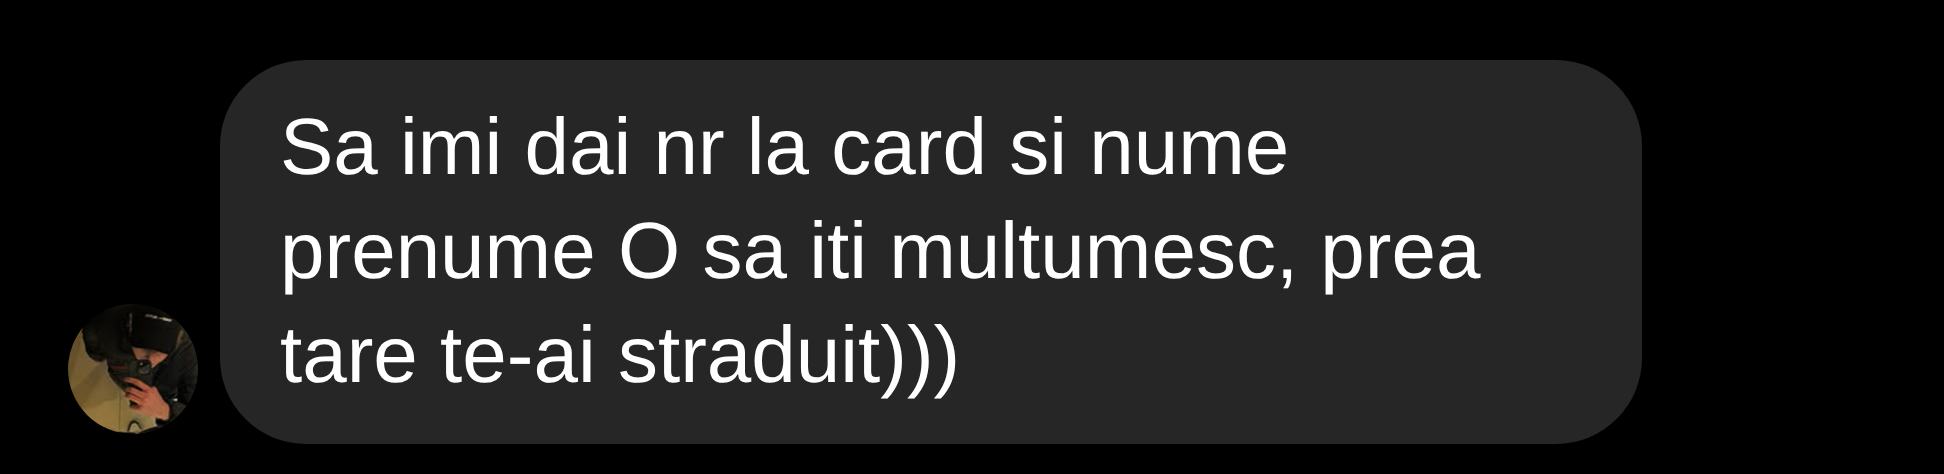 Sa imi dai nr la card si nume
prenume O sa iti multumesc, prea
tare te-ai straduit)))